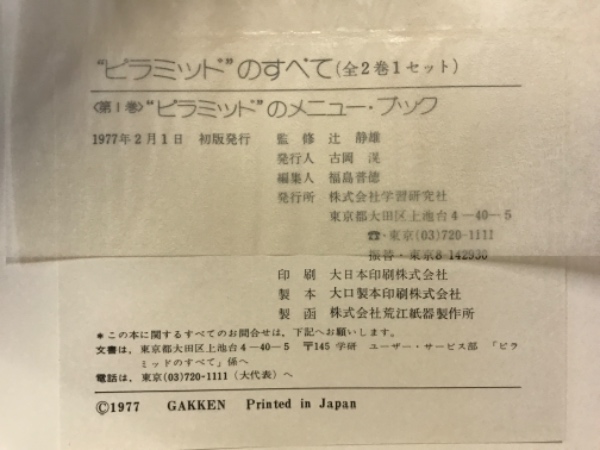 “ピラミッド”のすべて(全2巻1セット)
〈第1巻〉“ピラミッド”のメニュー・ブック
1977年2月1日 初版発行 監修 辻 静雄
発行人 古岡 滉
編集人 福島晋徳
発行所 株式会社学習研究社
東京都大田区上池台4-40-5
☎・東京(03)720-1111
振替・東京8-142930
印刷 大日本印刷株式会社
製本 大口製本印刷株式会社
製函 株式会社荒江紙器製作所
*この本に関するすべてのお問合せは、下記へお願いします。
文書は、東京都大田区上池台4-40-5 〒145 学研 ユーザー・サービス部 「ピラ
ミッドのすべて」係へ
電話は、東京(03)720-1111(大代表)へ
©1977 GAKKEN Printed in Japan